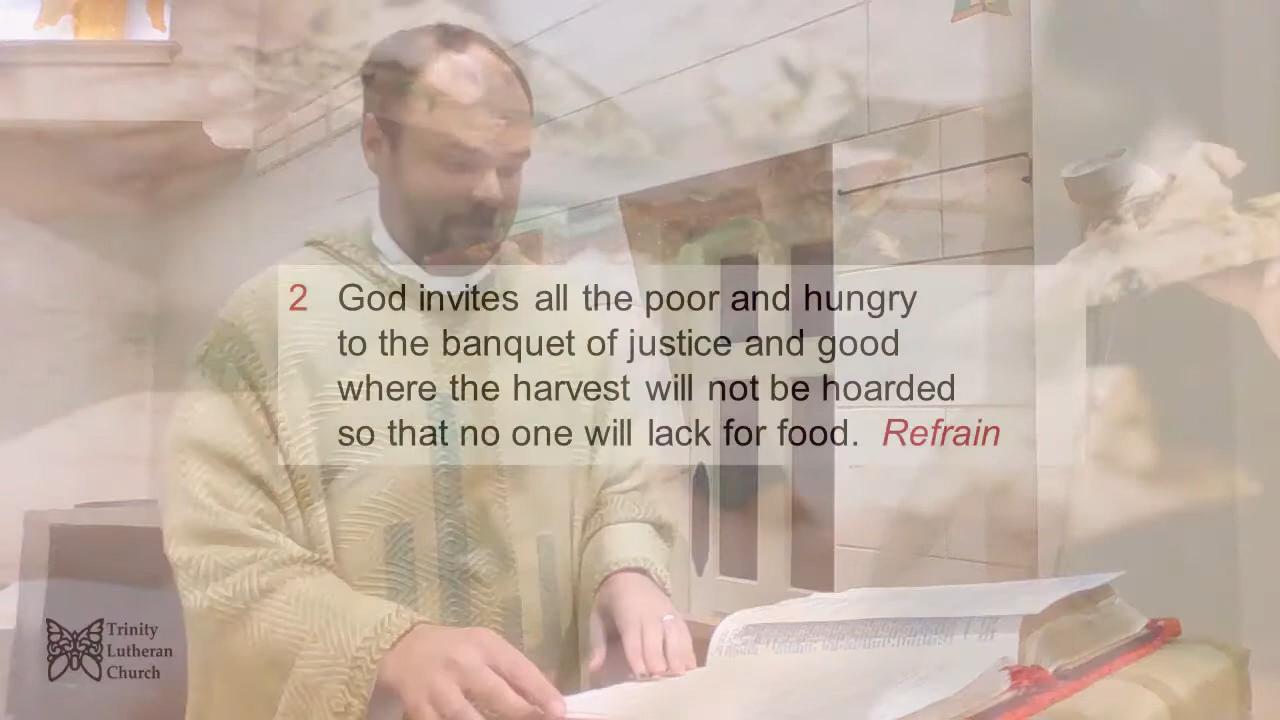 2 God invites all the poor and hungry
to the banquet of justice and good
where the harvest will not be hoarded
so that no one will lack for food. Refrain
Trinity
Lutheran
Church